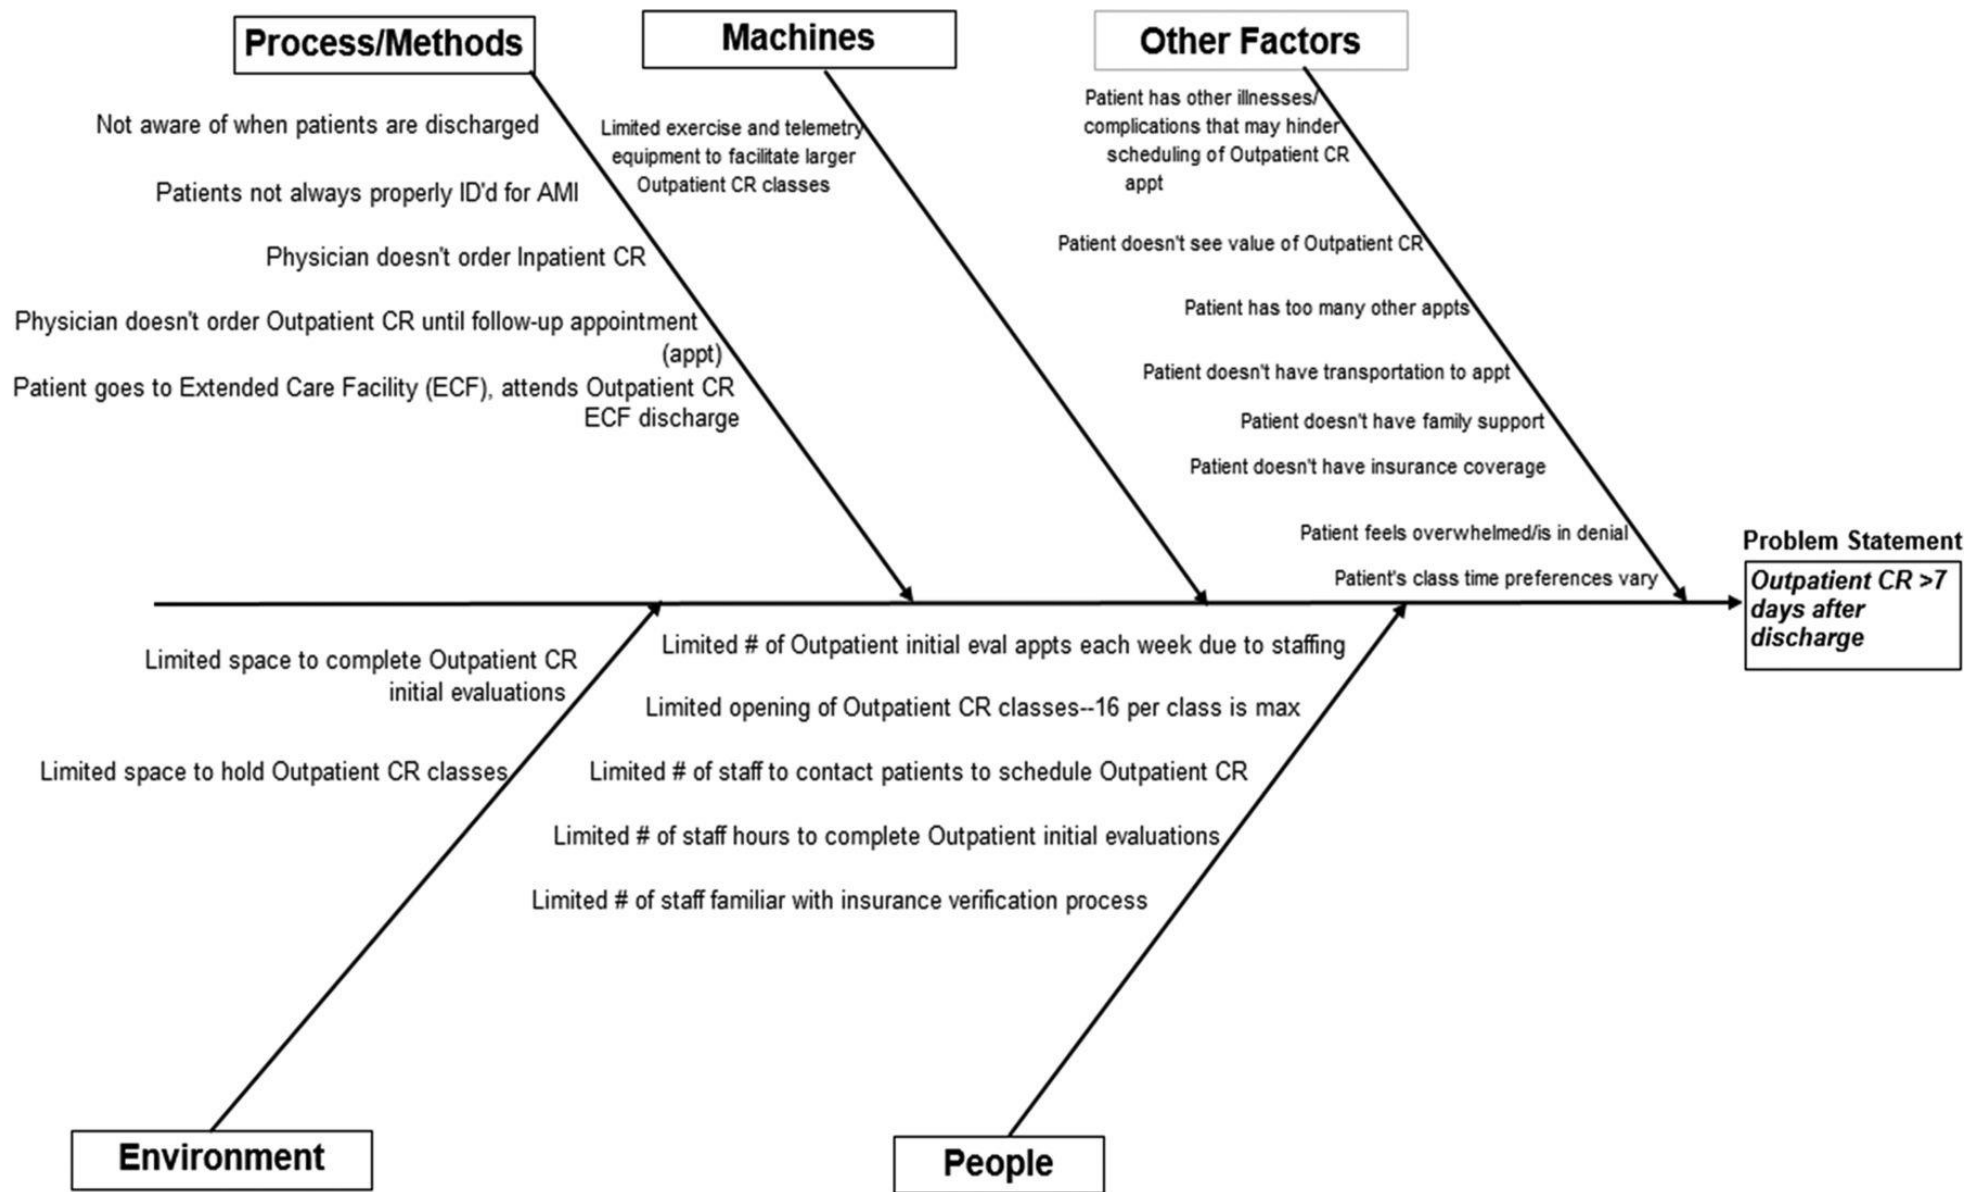 Process/Methods
Not aware of when patients are discharged
Patients not always properly ID'd for AMI
Physician doesn't order Inpatient CR
Physician doesn't order Outpatient CR until follow-up appointment
(appt)
Patient goes to Extended Care Facility (ECF), attends Outpatient CR
ECF discharge
Machines
Limited exercise and telemetry
equipment to facilitate larger
Outpatient CR classes
Other Factors
Patient has other illnesses/
complications that may hinder
scheduling of Outpatient CR
appt
Patient doesn't see value of Outpatient CR
Patient has too many other appts
Patient doesn't have transportation to appt
Patient doesn't have family support
Patient doesn't have insurance coverage
Patient feels overwhelmed/is in denial
Patient's class time preferences vary
Problem Statement
Outpatient CR >7
days after
discharge
Limited space to complete Outpatient CR
initial evaluations
Limited space to hold Outpatient CR classes
Environment
Limited # of Outpatient initial eval appts each week due to staffing
Limited opening of Outpatient CR classes--16 per class is max
Limited # of staff to contact patients to schedule Outpatient CR
Limited # of staff hours to complete Outpatient initial evaluations
Limited # of staff familiar with insurance verification process
People